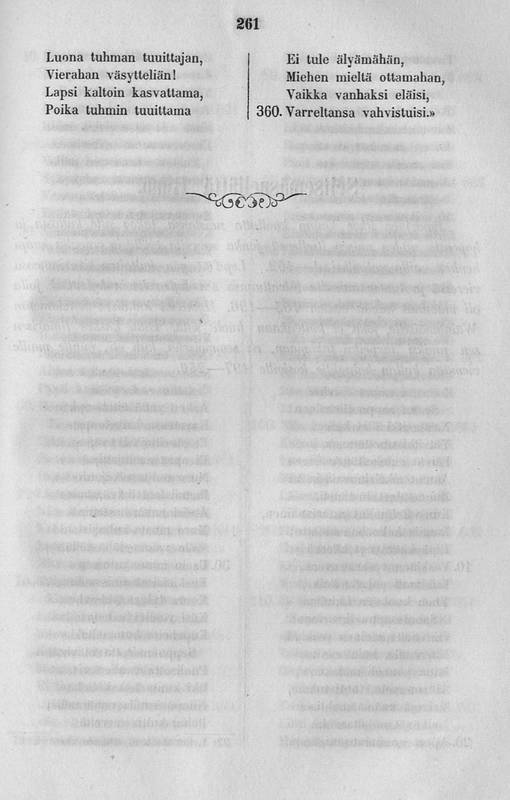 261
Luona tuhman tuuittajan,
Vierahan väsytteliän!
Lapsi kaltoin kasvattama,
Poika tuhmin tuuittama
Ei tule älyämähän,
Miehen mieltä ottamahan,
Vaikka vanhaksi eläisi,
360. Varreltansa vahvistuisi.»